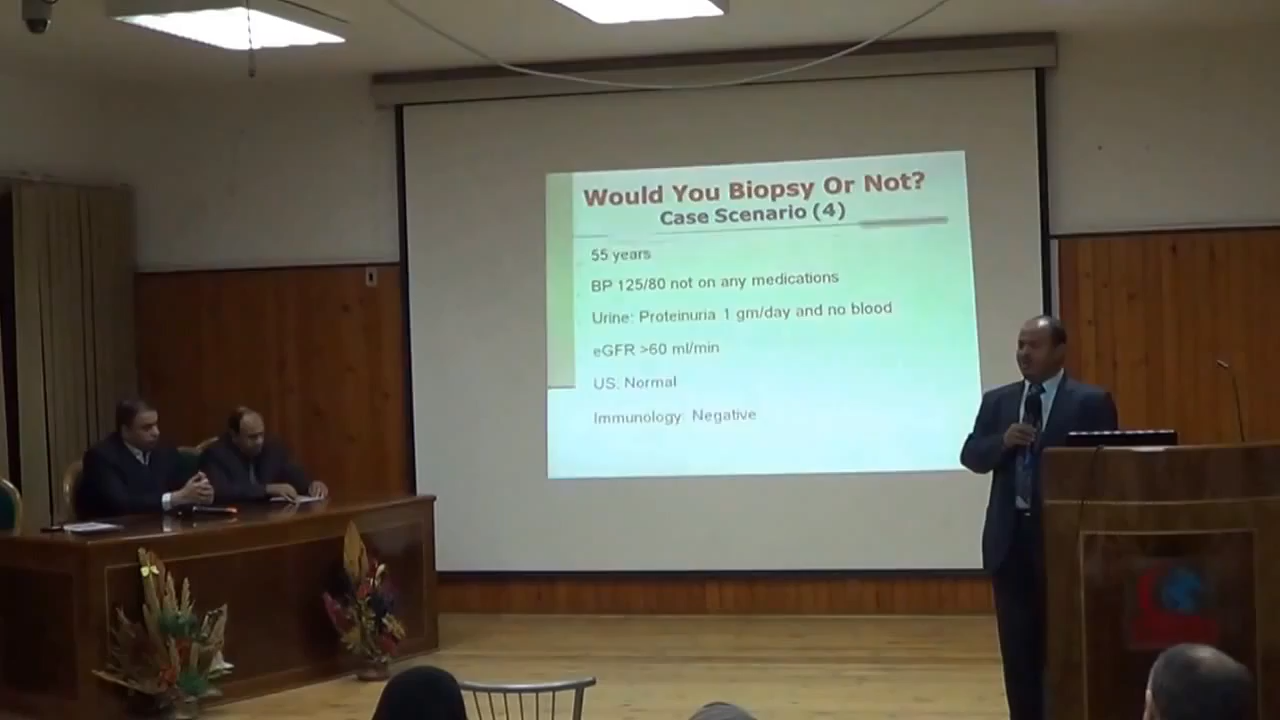 Would You Biopsy Or Not?
Case Scenario (4)
55 years
BP 125/80 not on any medications
Urine: Proteinuria 1 gm/day and no blood
eGFR >60 ml/min
US: Normal
Immunology: Negative